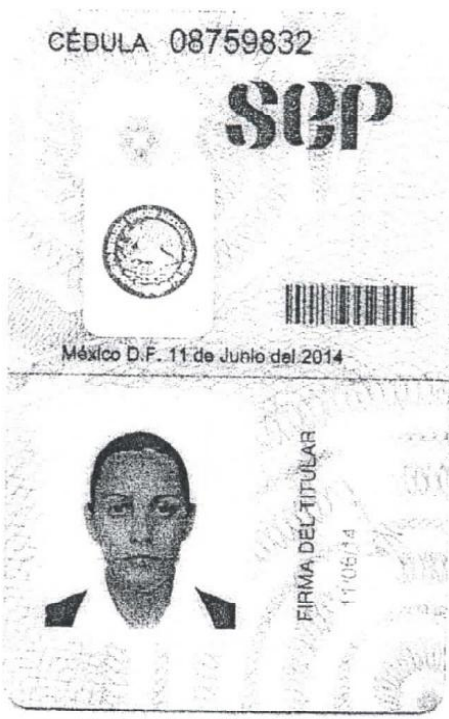 CÉDULA 08759832
SEP
México D.F. 11 de Junio del 2014
FIRMA DEL TITULAR
11/06/14